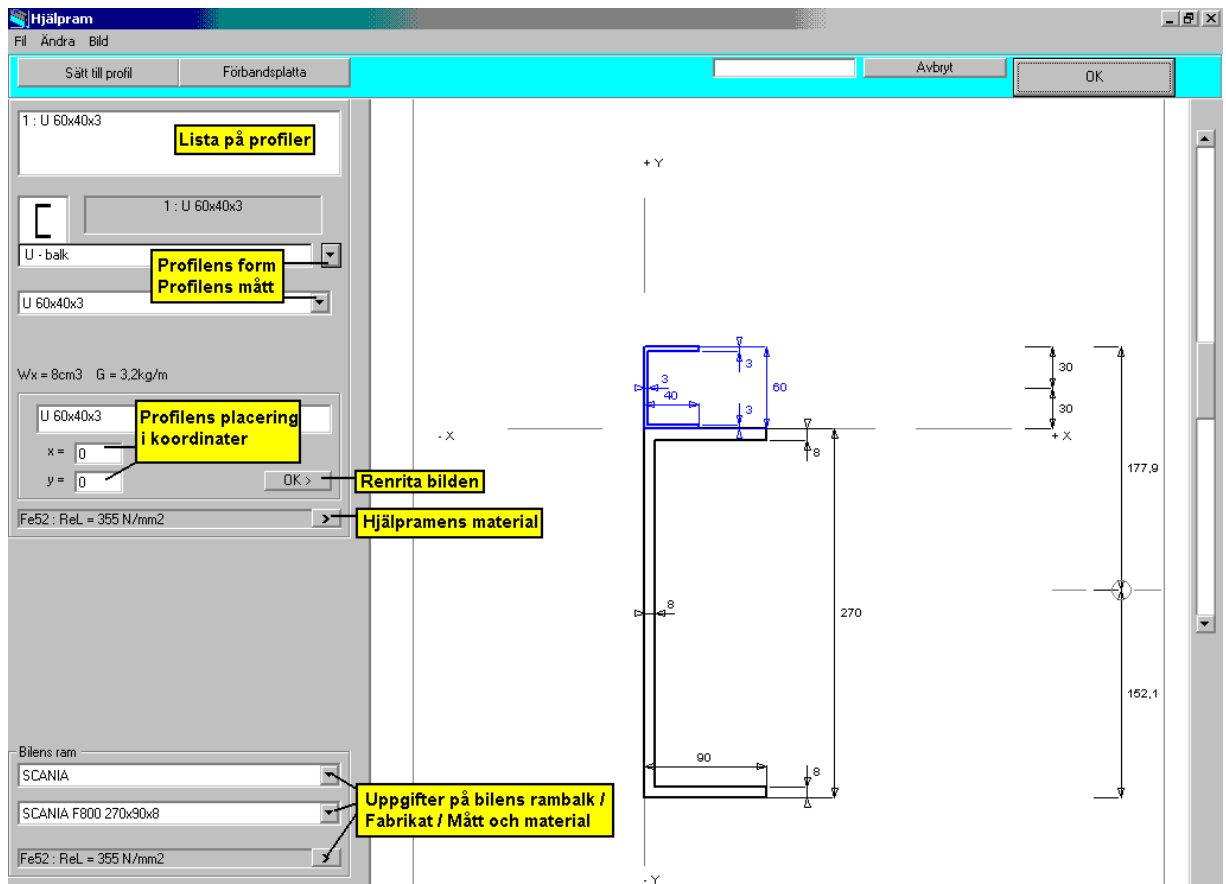 Hjälpram
Fil Ändra Bild
Sätt till profil Förbandsplatta Avbryt OK
1 : U 60x40x3
Lista på profiler
1 : U 60x40x3
U - balk
Profilens form
Profilens mått
U 60x40x3
Wx = 8cm3 G = 3,2kg/m
U 60x40x3
Profilens placering
i koordinater
x = 0
y = 0
OK >
Renrita bilden
Fe52 : ReL = 355 N/mm2 >
Hjälpramens material
Bilens ram
SCANIA
SCANIA F800 270x90x8
Uppgifter på bilens rambalk /
Fabrikat / Mått och material
Fe52 : ReL = 355 N/mm2 >
+ Y
3
3
40
60
3
30
30
- X
+ X
8
177,9
8
270
152,1
90
8
- Y